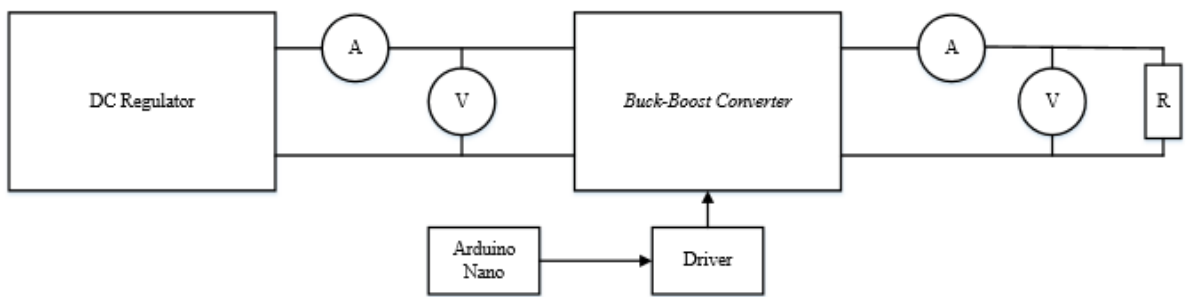 DC Regulator
A
V
Buck-Boost Converter
A
V
R
Arduino
Nano
Driver